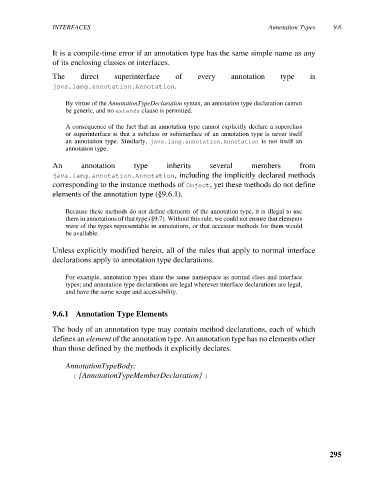 INTERFACES Annotation Types 9.6
It is a compile-time error if an annotation type has the same simple name as any
of its enclosing classes or interfaces.
The direct superinterface of every annotation type is
java.lang.annotation.Annotation.
By virtue of the AnnotationTypeDeclaration syntax, an annotation type declaration cannot
be generic, and no extends clause is permitted.
A consequence of the fact that an annotation type cannot explicitly declare a superclass
or superinterface is that a subclass or subinterface of an annotation type is never itself
an annotation type. Similarly, java.lang.annotation.Annotation is not itself an
annotation type.
An annotation type inherits several members from
java.lang.annotation.Annotation, including the implicitly declared methods
corresponding to the instance methods of Object, yet these methods do not define
elements of the annotation type (§9.6.1).
Because these methods do not define elements of the annotation type, it is illegal to use
them in annotations of that type (§9.7). Without this rule, we could not ensure that elements
were of the types representable in annotations, or that accessor methods for them would
be available.
Unless explicitly modified herein, all of the rules that apply to normal interface
declarations apply to annotation type declarations.
For example, annotation types share the same namespace as normal class and interface
types; and annotation type declarations are legal wherever interface declarations are legal,
and have the same scope and accessibility.
9.6.1 Annotation Type Elements
The body of an annotation type may contain method declarations, each of which
defines an element of the annotation type. An annotation type has no elements other
than those defined by the methods it explicitly declares.
AnnotationTypeBody:
{ {AnnotationTypeMemberDeclaration} }
295